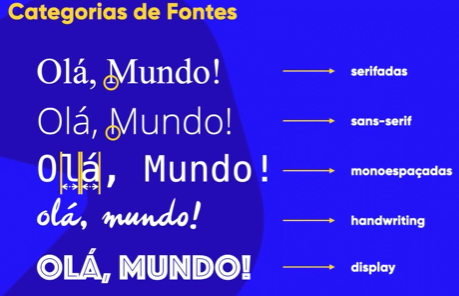 Categorias de Fontes
Olá, Mundo! serifadas
Olá, Mundo! sans-serif
Olá, Mundo! monoespaçadas
olá, mundo! handwriting
OLÁ, MUNDO! display